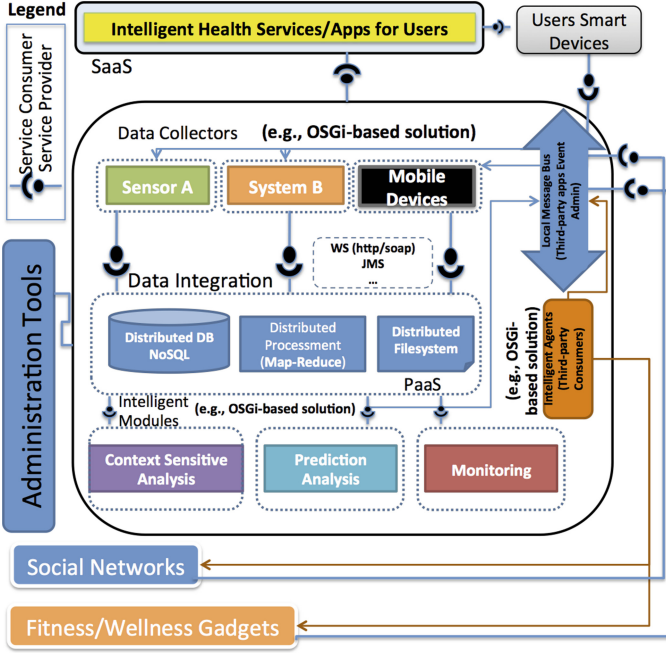 Legend
Service Consumer
Service Provider
Intelligent Health Services/Apps for Users
Users Smart
Devices
SaaS
Data Collectors
(e.g., OSGi-based solution)
Sensor A
System B
Mobile
Devices
Local Message Bus
(Third-party apps Event
Admin)
WS (http/soap)
JMS
...
Data Integration
Distributed DB
NoSQL
Distributed
Processment
(Map-Reduce)
Distributed
Filesystem
PaaS
(e.g., OSGi-
based solution)
Intelligent Agents
(Third-party
Consumers)
Administration Tools
Intelligent
Modules
(e.g., OSGi-based solution)
Context Sensitive
Analysis
Prediction
Analysis
Monitoring
Social Networks
Fitness/Wellness Gadgets